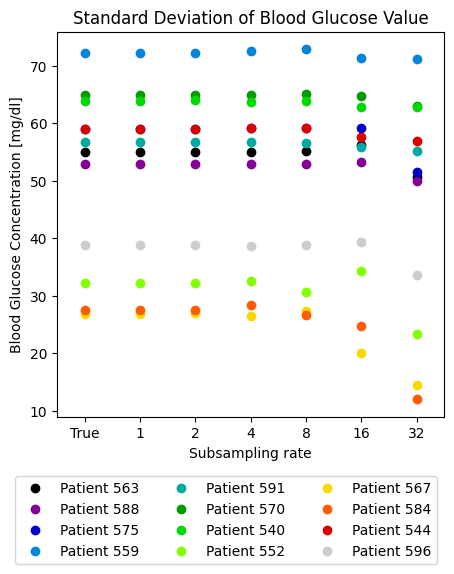 Standard Deviation of Blood Glucose Value
Blood Glucose Concentration [mg/dl]
70
60
50
40
30
20
10
True 1 2 4 8 16 32
Subsampling rate
Patient 563 Patient 591 Patient 567
Patient 588 Patient 570 Patient 584
Patient 575 Patient 540 Patient 544
Patient 559 Patient 552 Patient 596